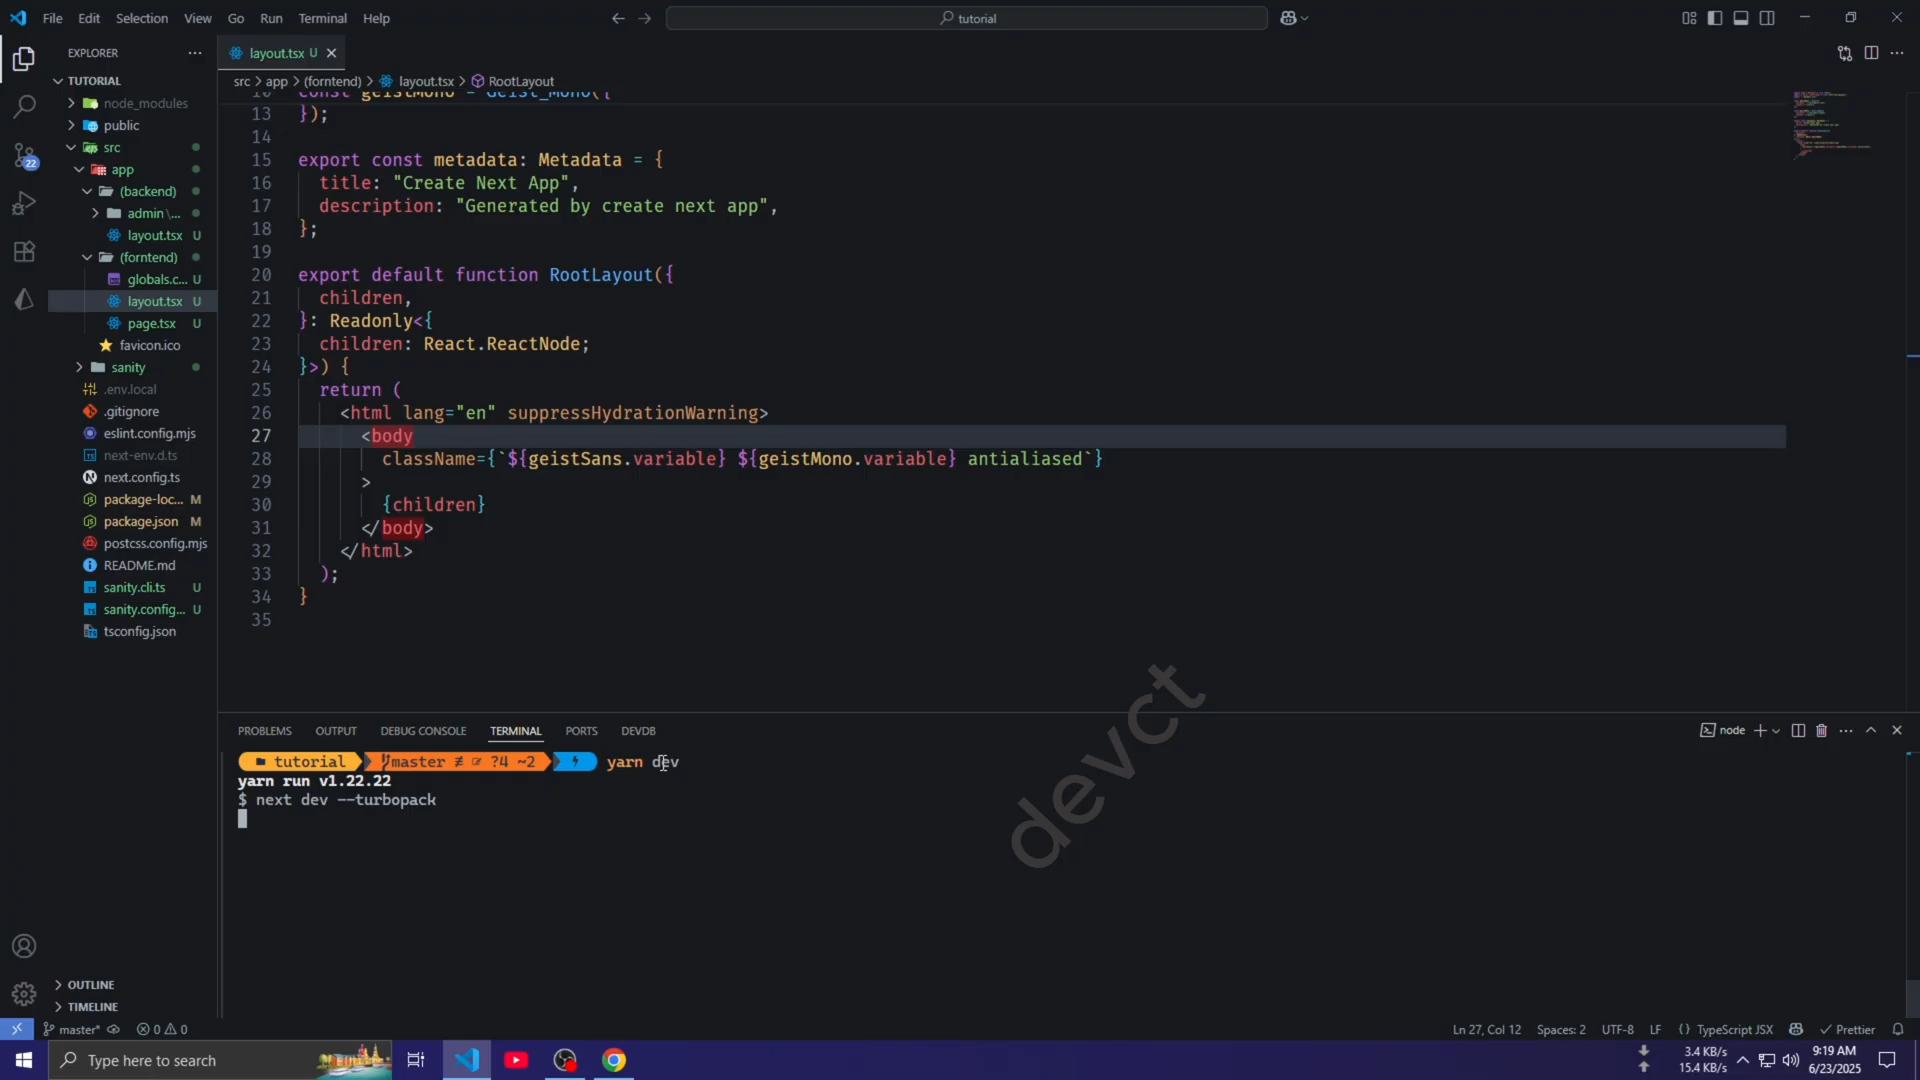 File Edit Selection View Go Run Terminal Help
tutorial
EXPLORER
layout.tsx U
TUTORIAL
node_modules
public
src
app
(backend)
admin \...
layout.tsx U
(forntend)
globals.c... U
layout.tsx U
page.tsx U
favicon.ico
sanity
.env.local
.gitignore
eslint.config.mjs
next-env.d.ts
next.config.ts
package-loc... M
package.json M
postcss.config.mjs
README.md
sanity.cli.ts U
sanity.config... U
tsconfig.json
OUTLINE
TIMELINE
22
src > app > (forntend) > layout.tsx > RootLayout
10 const geistMono = Geist_Mono({
13 });
14
15 export const metadata: Metadata = {
16 title: "Create Next App",
17 description: "Generated by create next app",
18 };
19
20 export default function RootLayout({
21 children,
22 }: Readonly<{
23 children: React.ReactNode;
24 }>) {
25 return (
26 <html lang="en" suppressHydrationWarning>
27 <body
28 className={`${geistSans.variable} ${geistMono.variable} antialiased`}
29 >
30 {children}
31 </body>
32 </html>
33 );
34 }
35
devct
PROBLEMS OUTPUT DEBUG CONSOLE TERMINAL PORTS DEVDB
node
tutorial master ≢ ?4 ~2 yarn dev
yarn run v1.22.22
$ next dev --turbopack
master* 0 0
Ln 27, Col 12 Spaces: 2 UTF-8 LF {} TypeScript JSX Prettier
Type here to search
3.4 KB/s
15.4 KB/s
9:19 AM
6/23/2025